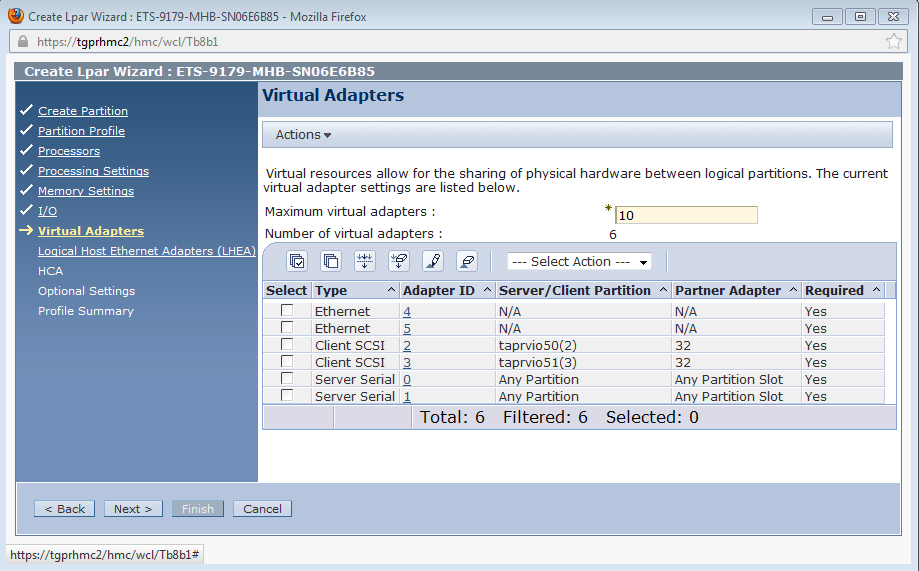 Create Lpar Wizard : ETS-9179-MHB-SN06E6B85 - Mozilla Firefox
https://tgprhmc2/hmc/wcl/Tb8b1
Create Lpar Wizard : ETS-9179-MHB-SN06E6B85
Create Partition
Partition Profile
Processors
Processing Settings
Memory Settings
I/O
Virtual Adapters
Logical Host Ethernet Adapters (LHEA)
HCA
Optional Settings
Profile Summary
Virtual Adapters
Actions
Virtual resources allow for the sharing of physical hardware between logical partitions. The current
virtual adapter settings are listed below.
Maximum virtual adapters : * 10
Number of virtual adapters : 6
--- Select Action ---
Select Type Adapter ID Server/Client Partition Partner Adapter Required
Ethernet 4 N/A N/A Yes
Ethernet 5 N/A N/A Yes
Client SCSI 2 taprvio50(2) 32 Yes
Client SCSI 3 taprvio51(3) 32 Yes
Server Serial 0 Any Partition Any Partition Slot Yes
Server Serial 1 Any Partition Any Partition Slot Yes
Total: 6 Filtered: 6 Selected: 0
< Back Next > Finish Cancel
https://tgprhmc2/hmc/wcl/Tb8b1#